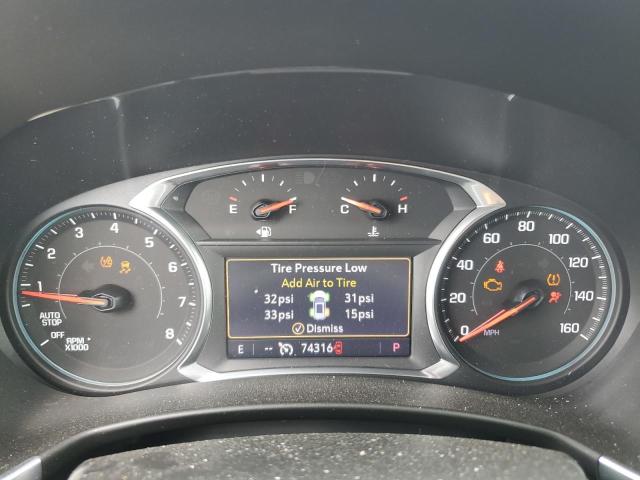 E F
C H
1 2 3 4 5 6 7 8
AUTO
STOP
OFF
RPM
X1000
Tire Pressure Low
Add Air to Tire
32psi 31psi
33psi 15psi
Dismiss
E -- 74316 P
0 20 40 60 80 100 120 140 160
MPH